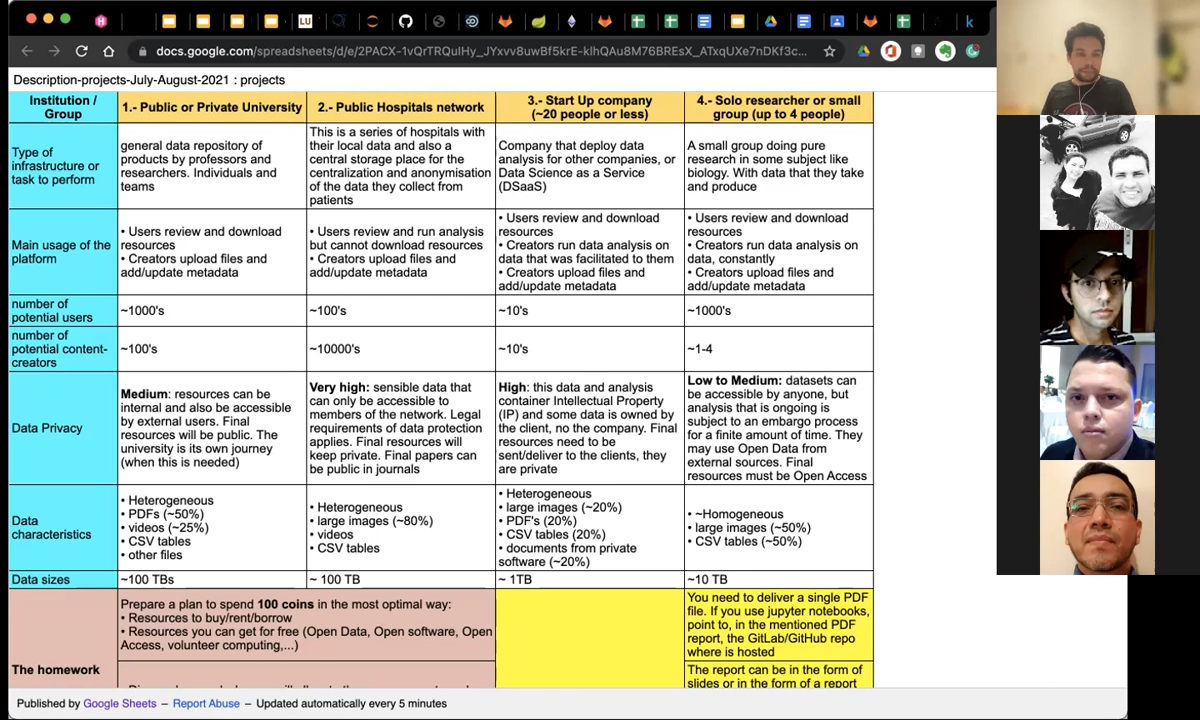 LU
k
docs.google.com/spreadsheets/d/e/2PACX-1vQrTRQulHy_JYxvv8uwBf5krE-klhQAu8M76BREsX_ATxqUXe7nDKf3c...
Description-projects-July-August-2021 : projects
Institution /
Group
1.- Public or Private University
2.- Public Hospitals network
3.- Start Up company
(~20 people or less)
4.- Solo researcher or small
group (up to 4 people)
Type of
infrastructure or
task to perform
general data repository of
products by professors and
researchers. Individuals and
teams
This is a series of hospitals with
their local data and also a
central storage place for the
centralization and anonymisation
of the data they collect from
patients
Company that deploy data
analysis for other companies, or
Data Science as a Service
(DSaaS)
A small group doing pure
research in some subject like
biology. With data that they take
and produce
Main usage of the
platform
• Users review and download
resources
• Creators upload files and
add/update metadata
• Users review and run analysis
but cannot download resources
• Creators upload files and
add/update metadata
• Users review and download
resources
• Creators run data analysis on
data that was facilitated to them
• Creators upload files and
add/update metadata
• Users review and download
resources
• Creators run data analysis on
data, constantly
• Creators upload files and
add/update metadata
number of
potential users
~1000's
~100's
~10's
~1000's
number of
potential content-
creators
~100's
~10000's
~10's
~1-4
Data Privacy
Medium: resources can be
internal and also be accessible
by external users. Final
resources will be public. The
university is its own journey
(when this is needed)
Very high: sensible data that
can only be accessible to
members of the network. Legal
requirements of data protection
applies. Final resources will
keep private. Final papers can
be public in journals
High: this data and analysis
container Intellectual Property
(IP) and some data is owned by
the client, no the company. Final
resources need to be
sent/deliver to the clients, they
are private
Low to Medium: datasets can
be accessible by anyone, but
analysis that is ongoing is
subject to an embargo process
for a finite amount of time. They
may use Open Data from
external sources. Final
resources must be Open Access
Data
characteristics
• Heterogeneous
• PDFs (~50%)
• videos (~25%)
• CSV tables
• other files
• Heterogeneous
• large images (~80%)
• videos
• CSV tables
• Heterogeneous
• large images (~20%)
• PDF's (20%)
• CSV tables (20%)
• documents from private
software (~20%)
• ~Homogeneous
• large images (~50%)
• CSV tables (~50%)
Data sizes
~100 TBs
~ 100 TB
~ 1TB
~10 TB
The homework
Prepare a plan to spend 100 coins in the most optimal way:
• Resources to buy/rent/borrow
• Resources you can get for free (Open Data, Open software, Open
Access, volunteer computing,...)
You need to deliver a single PDF
file. If you use jupyter notebooks,
point to, in the mentioned PDF
report, the GitLab/GitHub repo
where is hosted
The report can be in the form of
slides or in the form of a report
Published by Google Sheets – Report Abuse – Updated automatically every 5 minutes